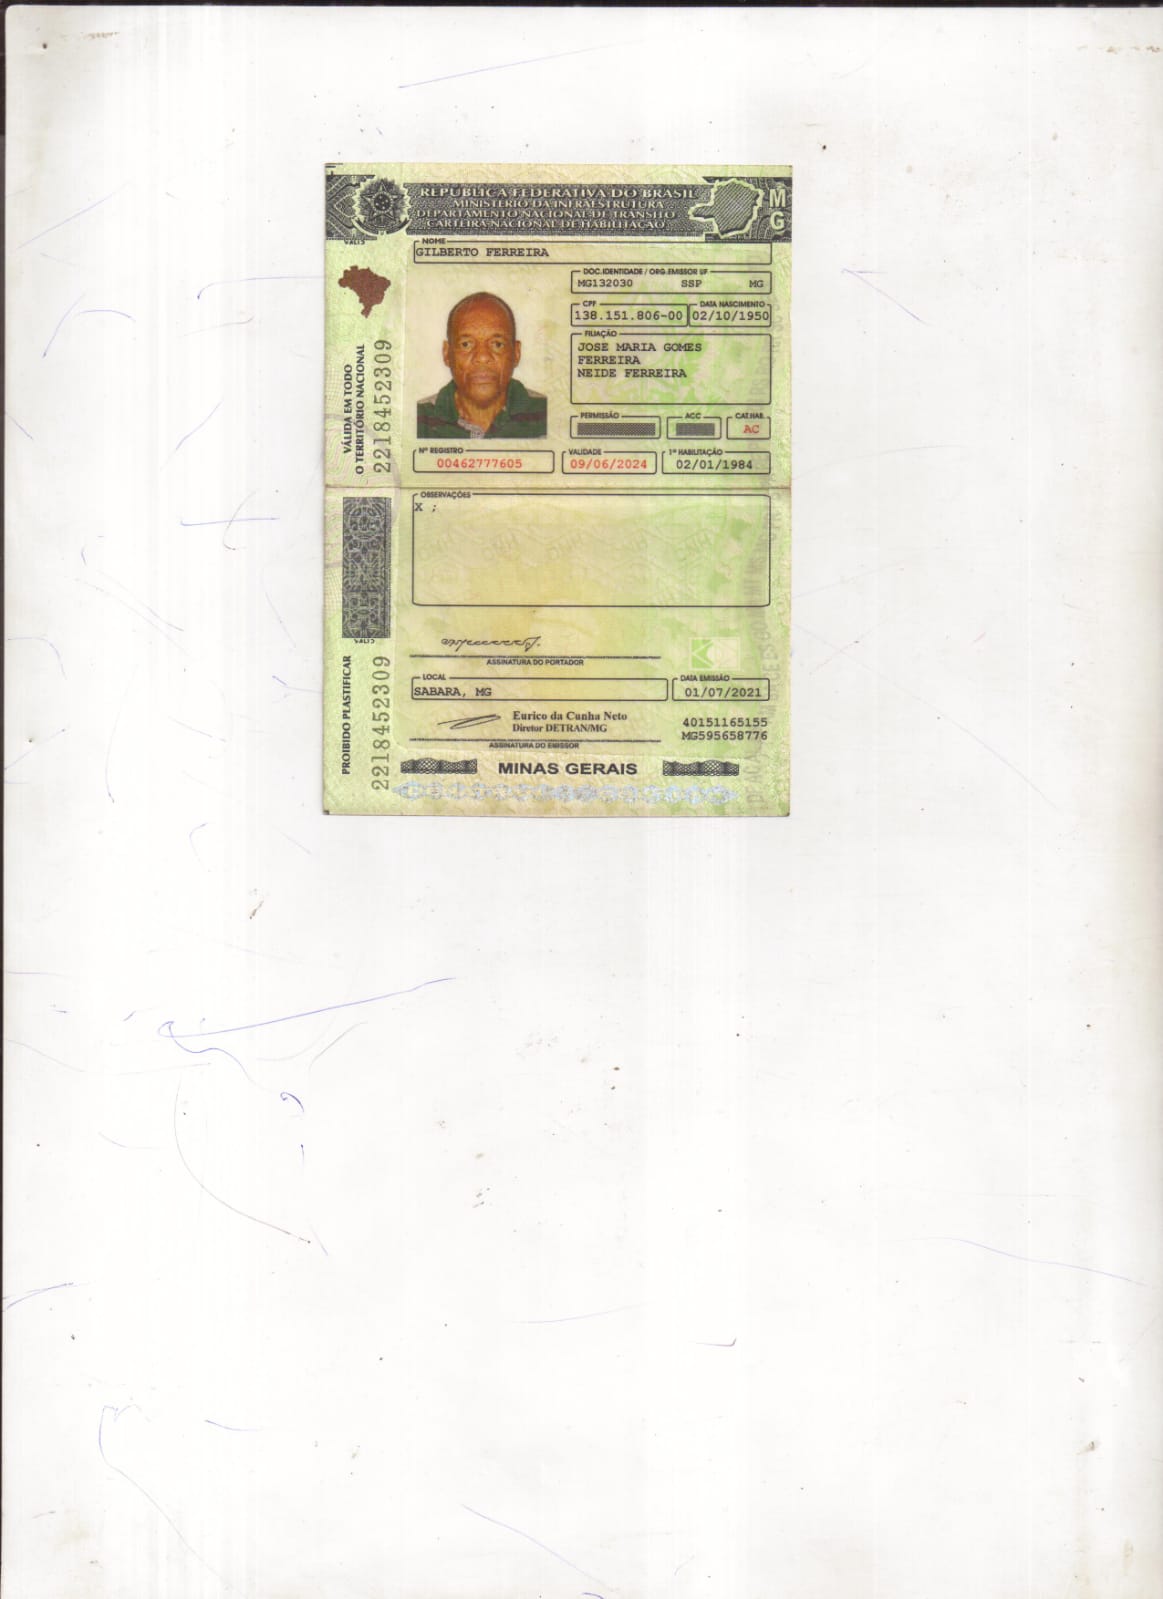 REPÚBLICA FEDERATIVA DO BRASIL
MINISTÉRIO DA INFRAESTRUTURA
DEPARTAMENTO NACIONAL DE TRÂNSITO
CARTEIRA NACIONAL DE HABILITAÇÃO
MG
NOME
GILBERTO FERREIRA
DOC. IDENTIDADE / ORG. EMISSOR UF
MG132030 SSP MG
CPF DATA NASCIMENTO
138.151.806-00 02/10/1950
FILIAÇÃO
JOSE MARIA GOMES
FERREIRA
NEIDE FERREIRA
PERMISSÃO ACC CAT. HAB.
AC
Nº REGISTRO VALIDADE 1ª HABILITAÇÃO
00462777605 09/06/2024 02/01/1984
VÁLIDA EM TODO
O TERRITÓRIO NACIONAL
2218452309
OBSERVAÇÕES
X ;
ASSINATURA DO PORTADOR
LOCAL DATA EMISSÃO
SABARA, MG 01/07/2021
Eurico da Cunha Neto
Diretor DETRAN/MG
40151165155
MG595658776
ASSINATURA DO EMISSOR
MINAS GERAIS
PROIBIDO PLASTIFICAR
2218452309